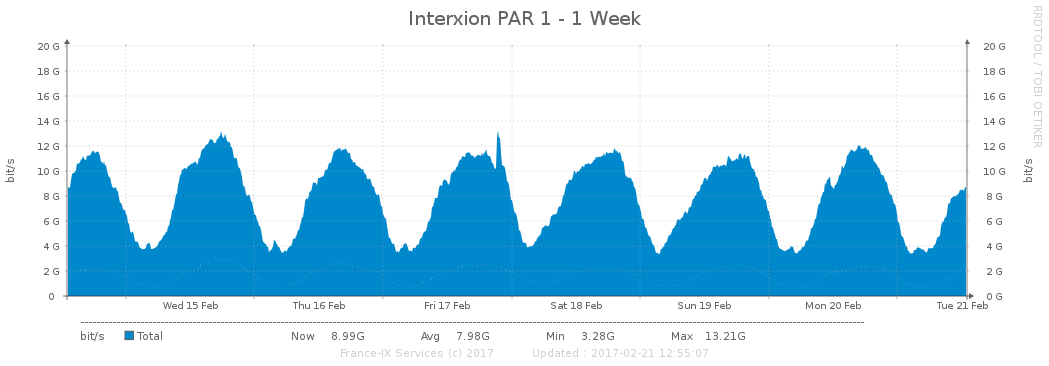 Interxion PAR 1 - 1 Week
RRDTOOL / TOBI OETIKER
bit/s
20 G 20 G
18 G 18 G
16 G 16 G
14 G 14 G
12 G 12 G
10 G 10 G
8 G 8 G
6 G 6 G
4 G 4 G
2 G 2 G
0 0 G
bit/s
Wed 15 Feb Thu 16 Feb Fri 17 Feb Sat 18 Feb Sun 19 Feb Mon 20 Feb Tue 21 Feb
bit/s Total Now 8.99G Avg 7.98G Min 3.28G Max 13.21G
France-IX Services (c) 2017 Updated : 2017-02-21 12:55:07